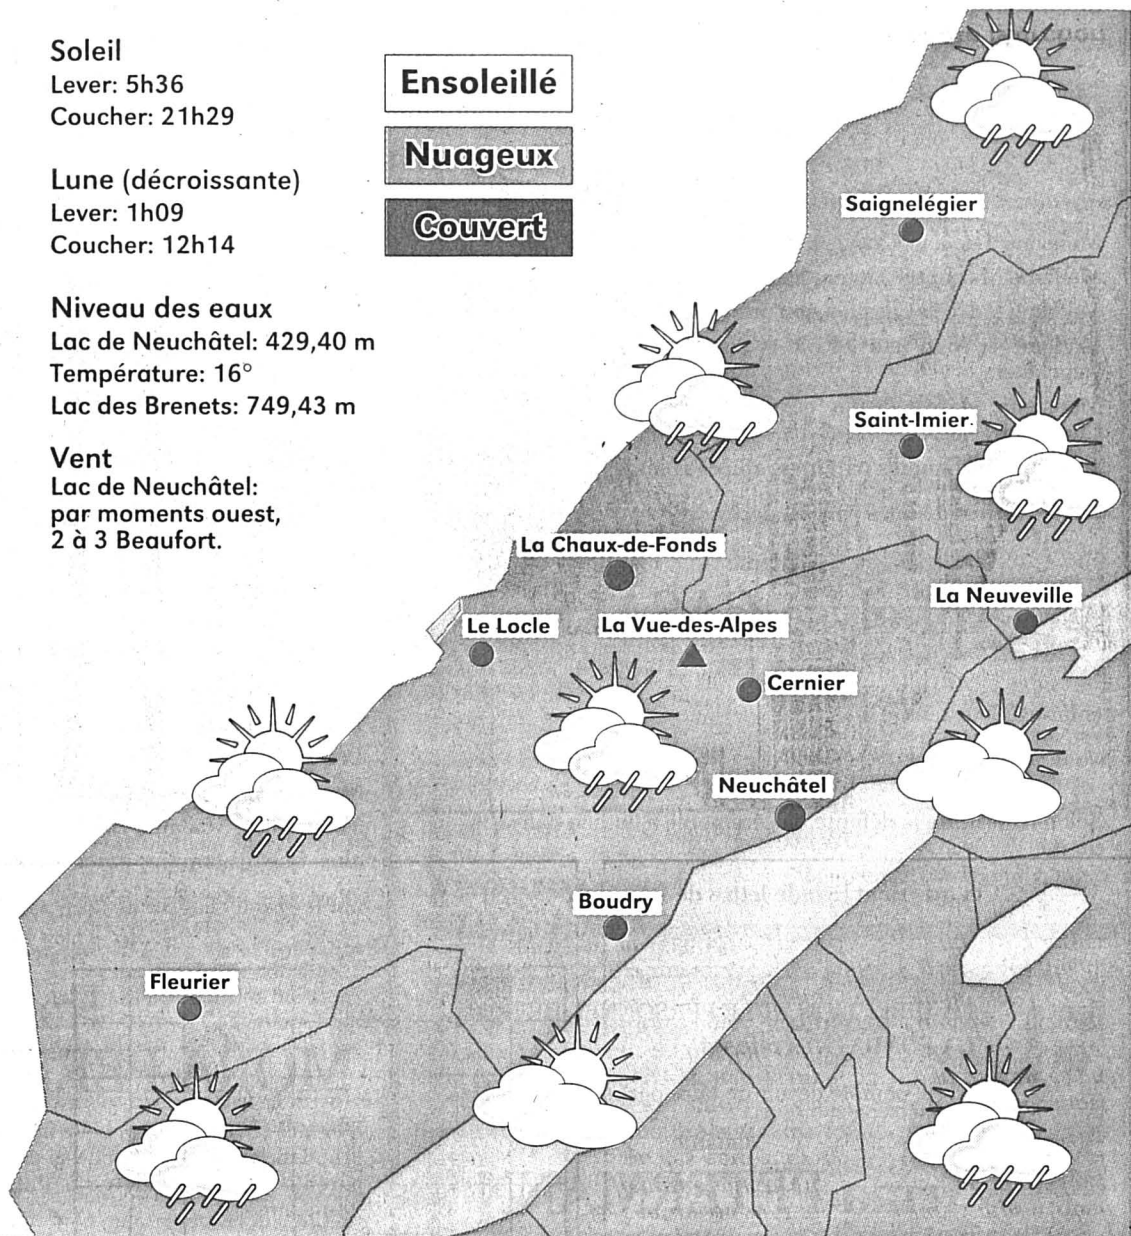 Soleil
Lever: 5h36
Coucher: 21h29
Lune (décroissante)
Lever: 1h09
Coucher: 12h14
Niveau des eaux
Lac de Neuchâtel: 429,40 m
Température: 16°
Lac des Brenets: 749,43 m
Vent
Lac de Neuchâtel:
par moments ouest,
2 à 3 Beaufort.
Ensoleillé
Nuageux
Couvert
Saignelégier
Saint-Imier
La Chaux-de-Fonds
La Neuveville
Le Locle
La Vue-des-Alpes
Cernier
Neuchâtel
Boudry
Fleurier